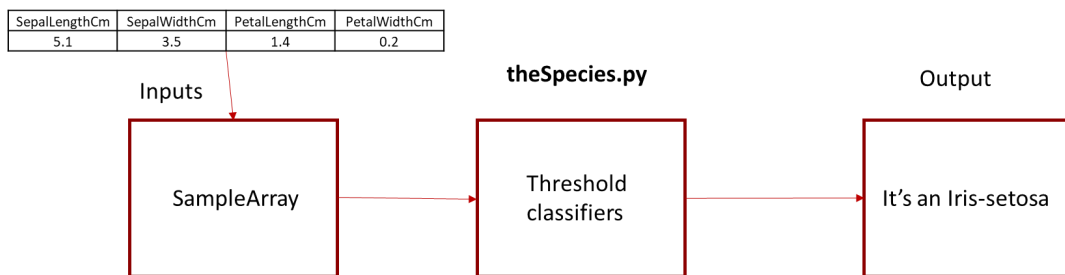 SepalLengthCm SepalWidthCm PetalLengthCm PetalWidthCm
5.1 3.5 1.4 0.2
theSpecies.py
Output
Inputs
SampleArray
Threshold
classifiers
It's an Iris-setosa